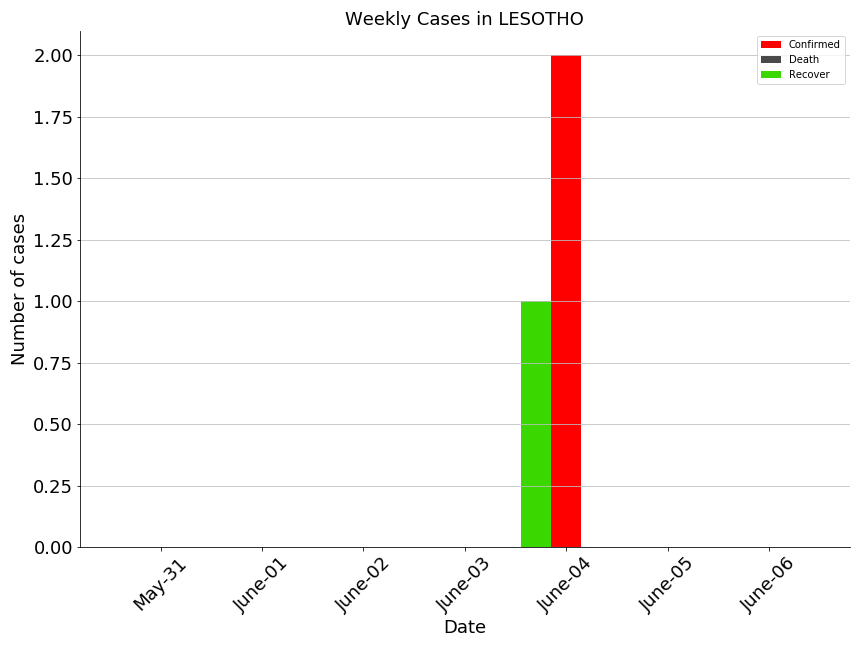 Weekly Cases in LESOTHO
Confirmed
Death
Recover
Number of cases
2.00
1.75
1.50
1.25
1.00
0.75
0.50
0.25
0.00
May-31
June-01
June-02
June-03
June-04
June-05
June-06
Date